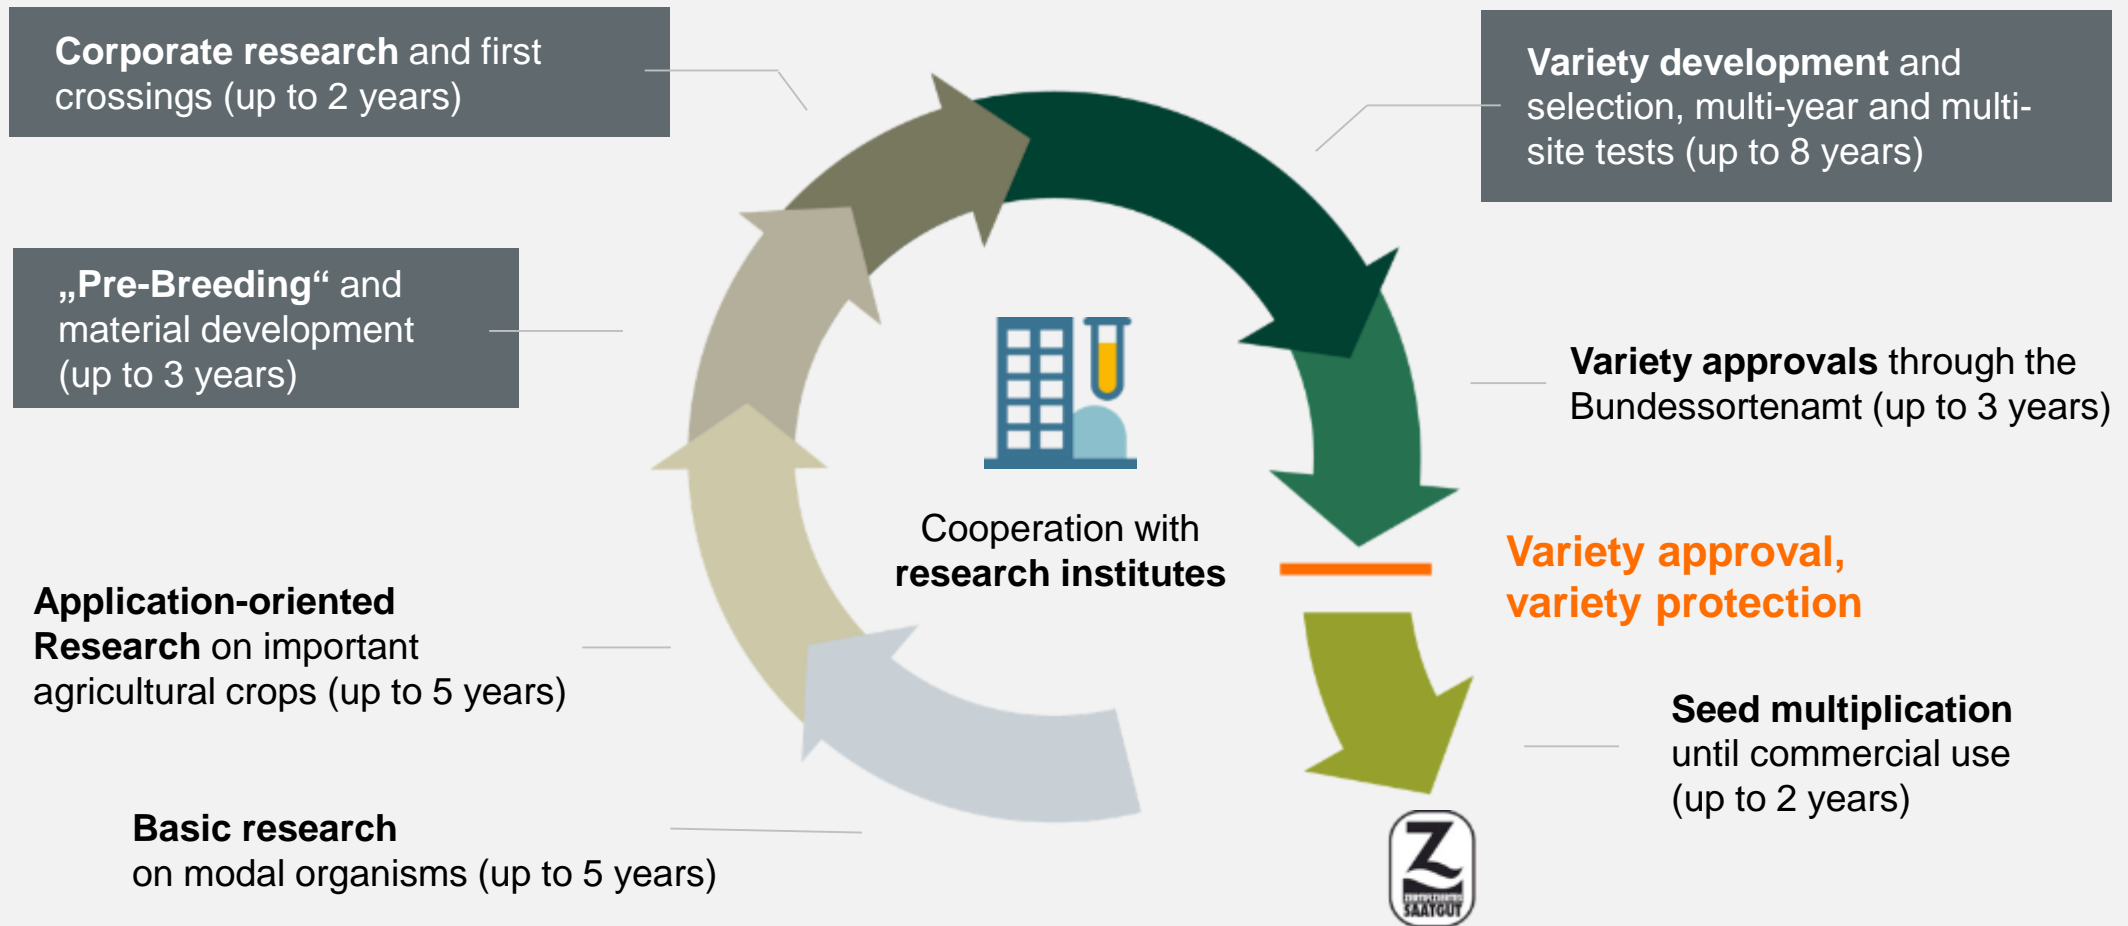 Corporate research and first
crossings (up to 2 years)
Variety development and
selection, multi-year and multi-
site tests (up to 8 years)
„Pre-Breeding“ and
material development
(up to 3 years)
Variety approvals through the
Bundessortenamt (up to 3 years)
Cooperation with
research institutes
Variety approval,
variety protection
Application-oriented
Research on important
agricultural crops (up to 5 years)
Seed multiplication
until commercial use
(up to 2 years)
Basic research
on modal organisms (up to 5 years)
Z
ZERTIFIZIERTES
SAATGUT